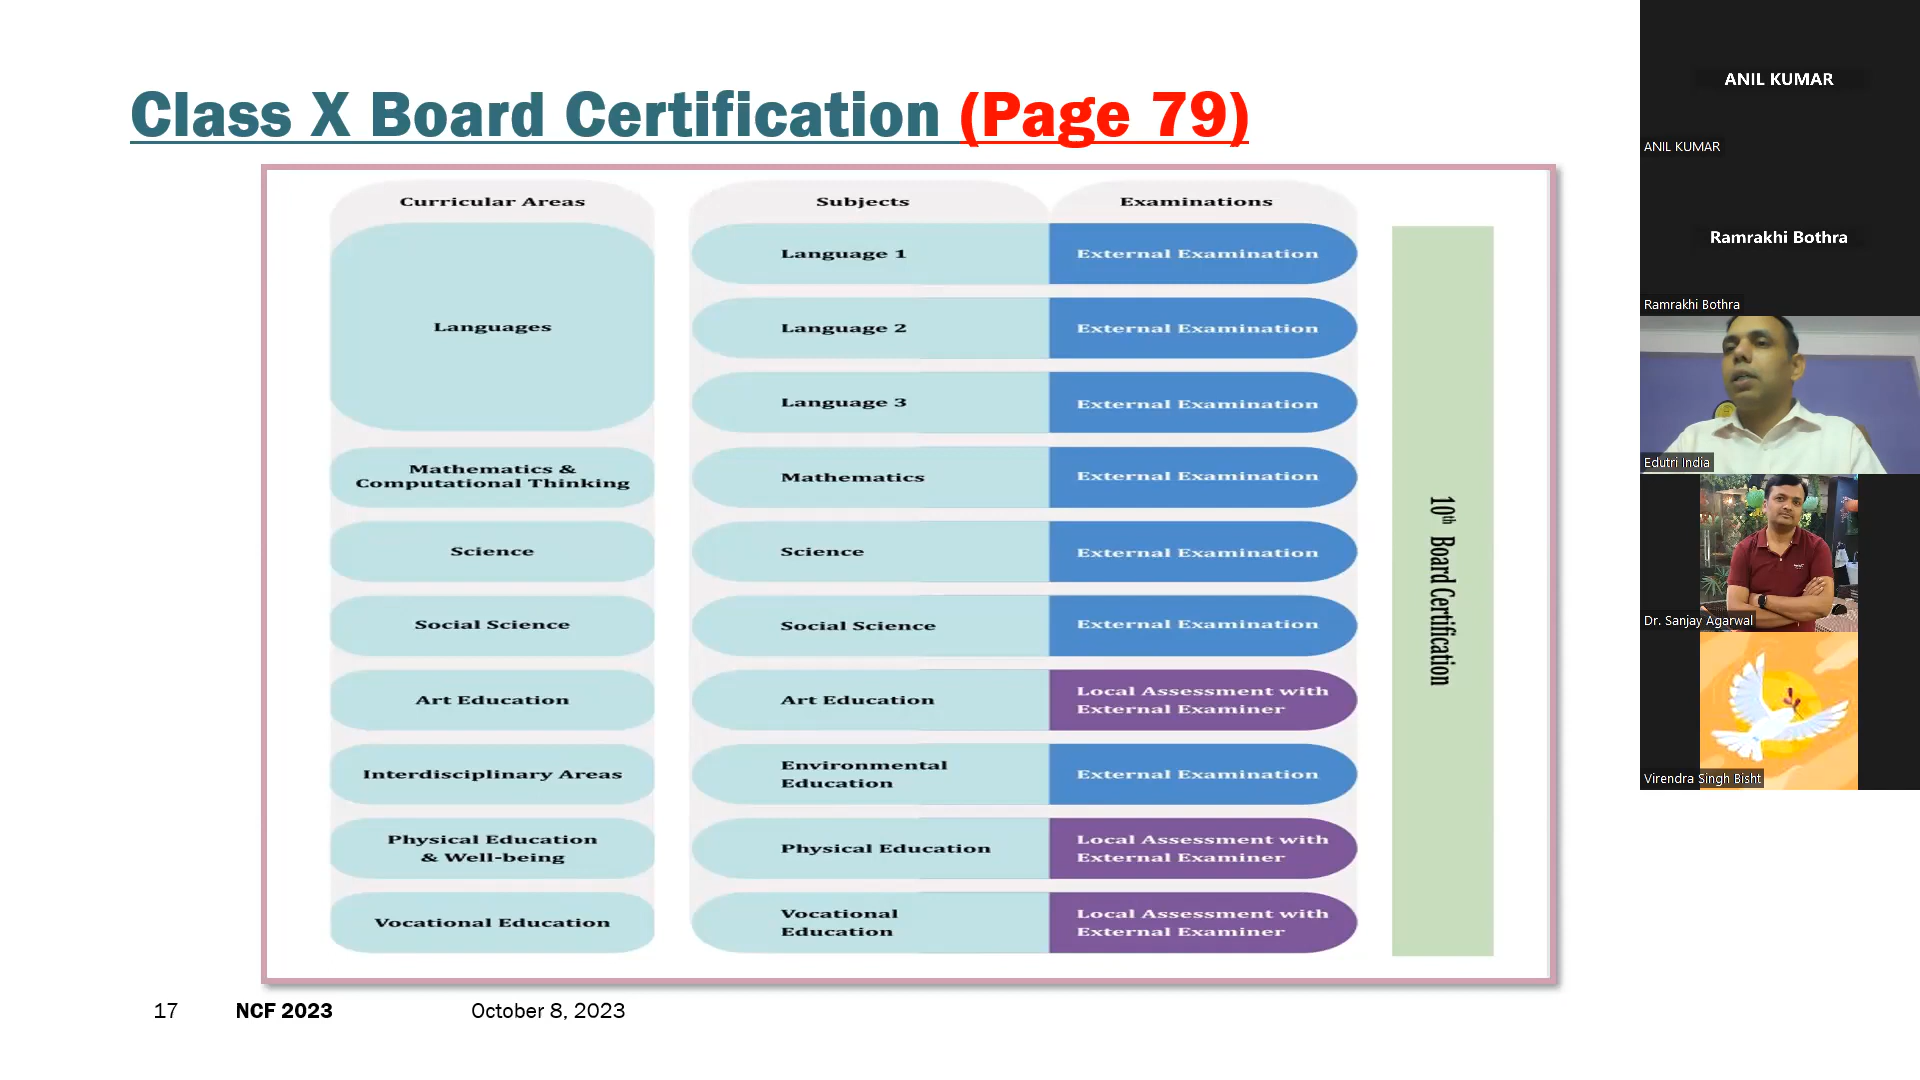 Class X Board Certification (Page 79)
Curricular Areas
Subjects
Examinations
Languages
Language 1
External Examination
Language 2
External Examination
Language 3
External Examination
Mathematics &
Computational Thinking
Mathematics
External Examination
Science
Science
External Examination
Social Science
Social Science
External Examination
Art Education
Art Education
Local Assessment with
External Examiner
Interdisciplinary Areas
Environmental
Education
External Examination
Physical Education
& Well-being
Physical Education
Local Assessment with
External Examiner
Vocational Education
Vocational
Education
Local Assessment with
External Examiner
10th Board Certification
17
NCF 2023
October 8, 2023
ANIL KUMAR
ANIL KUMAR
Ramrakhi Bothra
Ramrakhi Bothra
Edutri India
Dr. Sanjay Agarwal
Virendra Singh Bisht